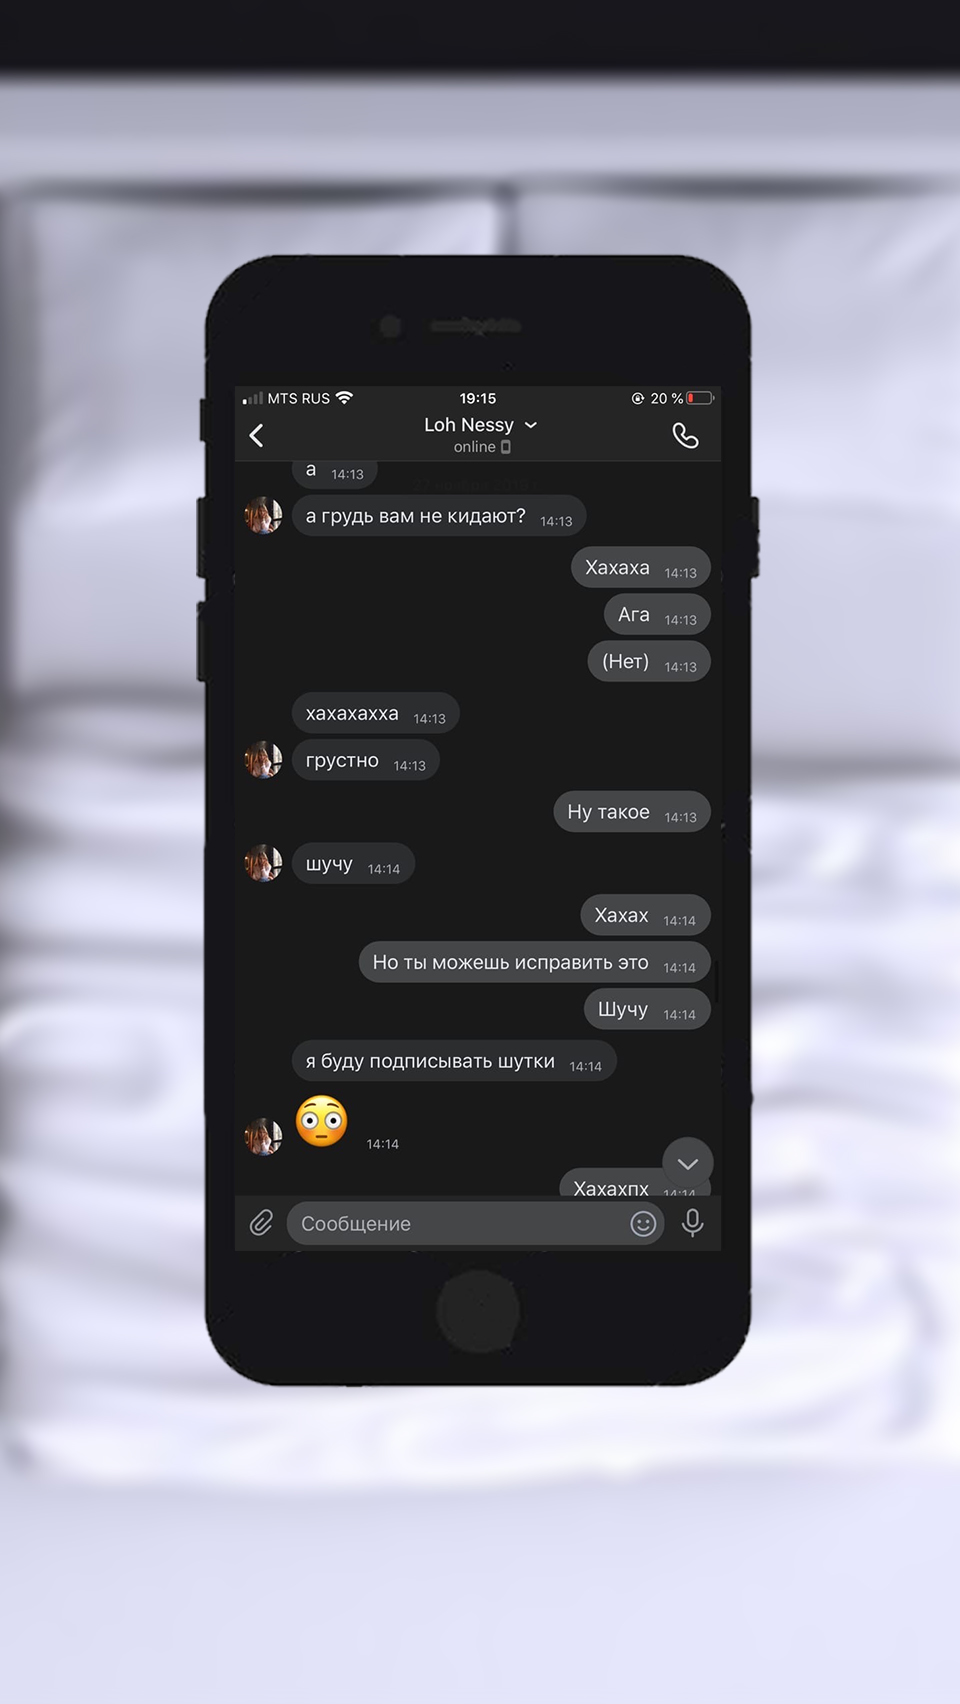 MTS RUS 19:15 20 %
Loh Nessy
online
а 14:13
а грудь вам не кидают? 14:13
Хахаха 14:13
Ага 14:13
(Нет) 14:13
хахахахха 14:13
грустно 14:13
Ну такое 14:13
шучу 14:14
Хахах 14:14
Но ты можешь исправить это 14:14
Шучу 14:14
я буду подписывать шутки 14:14
14:14
Хахахпх 14:14
Сообщение